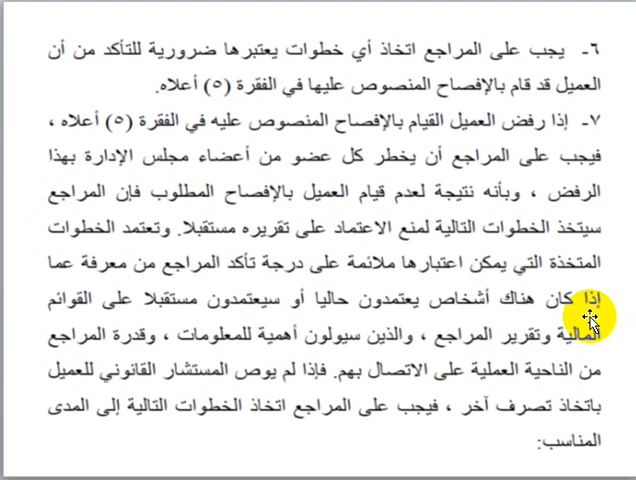 ٦- يجب على المراجع اتخاذ أي خطوات يعتبرها ضرورية للتأكد من أن
العميل قد قام بالإفصاح المنصوص عليها في الفقرة (٥) أعلاه.
٧- إذا رفض العميل القيام بالإفصاح المنصوص عليه في الفقرة (٥) أعلاه ،
فيجب على المراجع أن يخطر كل عضو من أعضاء مجلس الإدارة بهذا
الرفض ، وبأنه نتيجة لعدم قيام العميل بالإفصاح المطلوب فإن المراجع
سيتخذ الخطوات التالية لمنع الاعتماد على تقريره مستقبلا. وتعتمد الخطوات
المتخذة التي يمكن اعتبارها ملائمة على درجة تأكد المراجع من معرفة عما
إذا كان هناك أشخاص يعتمدون حاليا أو سيعتمدون مستقبلا على القوائم
المالية وتقرير المراجع ، والذين سيولون أهمية للمعلومات ، وقدرة المراجع
من الناحية العملية على الاتصال بهم. فإذا لم يوص المستشار القانوني للعميل
باتخاذ تصرف آخر ، فيجب على المراجع اتخاذ الخطوات التالية إلى المدى
المناسب: